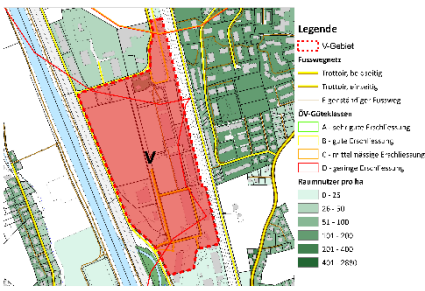 V
Legende
V-Gebiet
Fusswegnetz
Trottoir, beidseitig
Trottoir, einseitig
Eigenständiger Fussweg
ÖV-Güteklassen
A - sehr gute Erschliessung
B - gute Erschliessung
C - mittelmässige Erschliessung
D - geringe Erschliessung
Raumnutzer pro ha
0 - 25
26 - 50
51 - 100
101 - 200
201 - 400
401 - 2890